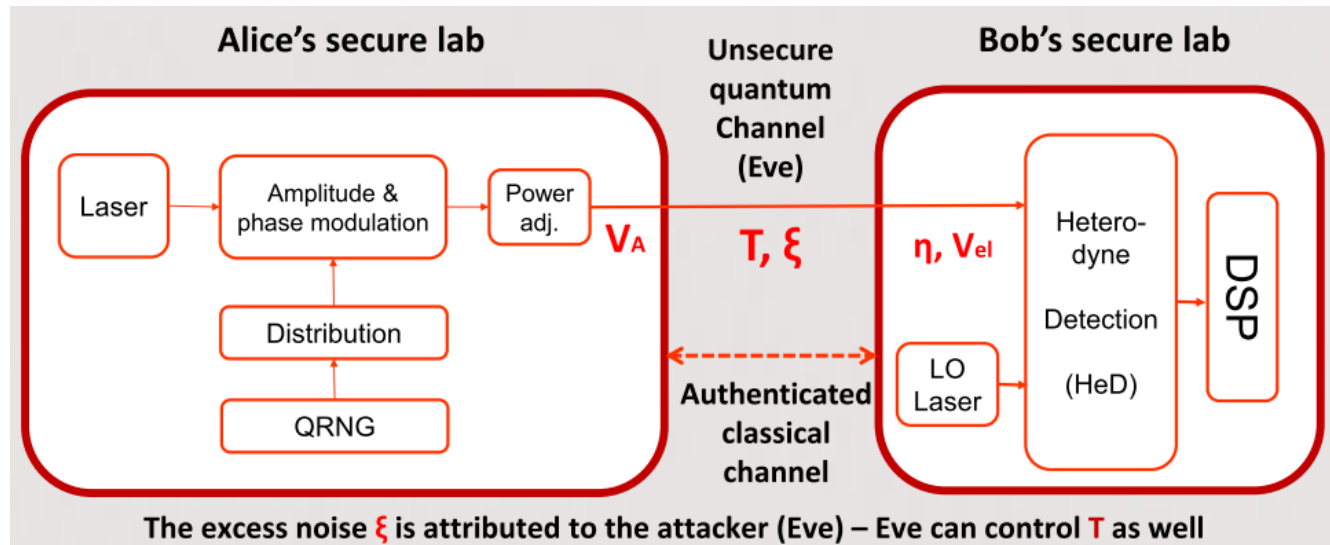 Alice's secure lab
Laser
Amplitude &
phase modulation
Power
adj.
VA
Distribution
QRNG
Unsecure
quantum
Channel
(Eve)
T, ξ
Authenticated
classical
channel
Bob's secure lab
η, Vel
Hetero-
dyne
Detection
(HeD)
LO
Laser
DSP
The excess noise ξ is attributed to the attacker (Eve) – Eve can control T as well